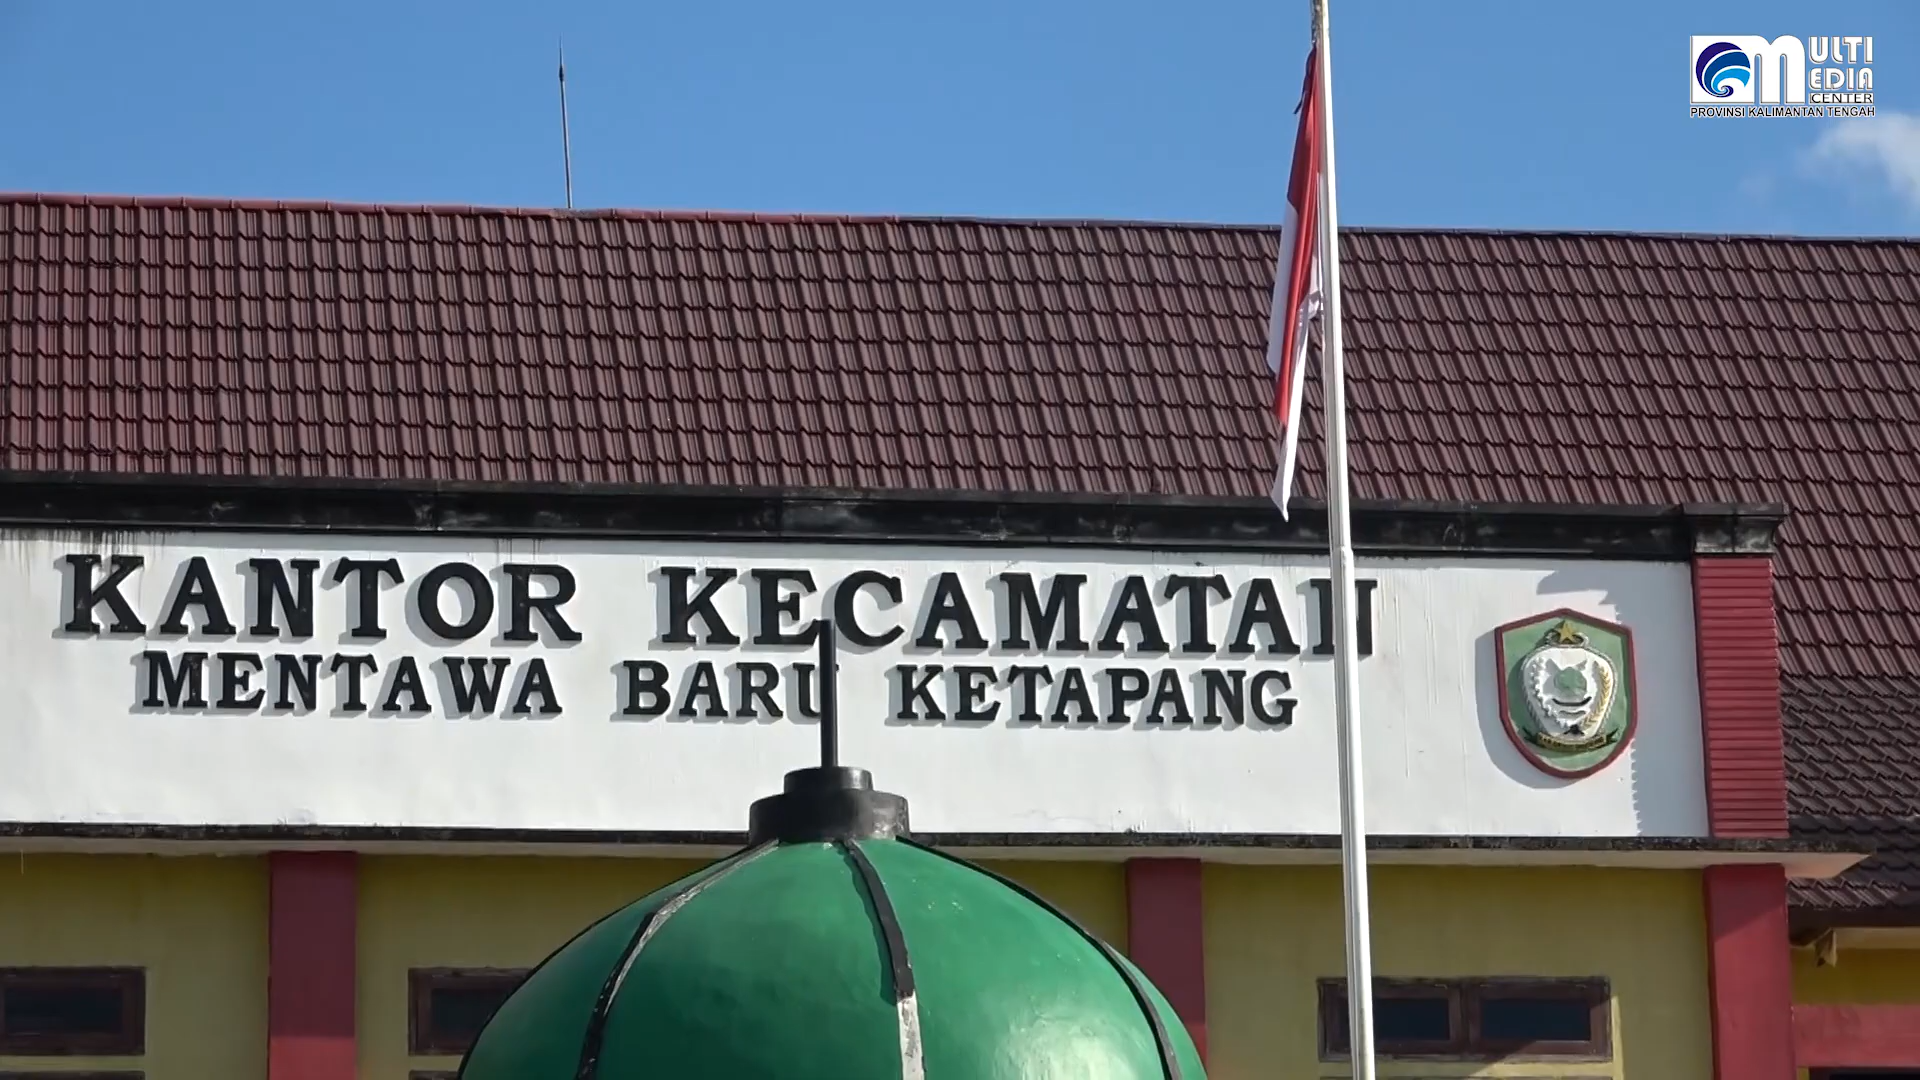 MULTI
MEDIA
CENTER
PROVINSI KALIMANTAN TENGAH
KANTOR KECAMATAN
MENTAWA BARU KETAPANG